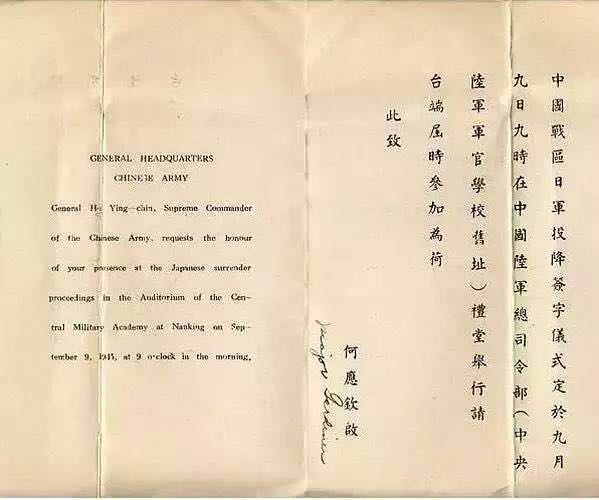 GENERAL HEADQUARTERS
CHINESE ARMY
General Ho Ying—chin, Supreme Commander
of the Chinese Army, requests the honour
of your presence at the Japanese surrender
proceedings in the Auditorium of the Cen-
tral Military Academy at Nanking on Sep-
tember 9, 1945, at 9 o'clock in the morning.
中國戰區日軍投降簽字儀式定於九月
九日九時在中國陸軍總司令部（中央
陸軍軍官學校舊址）禮堂舉行請
台端屆時參加為荷
此致
何應欽啟
Major